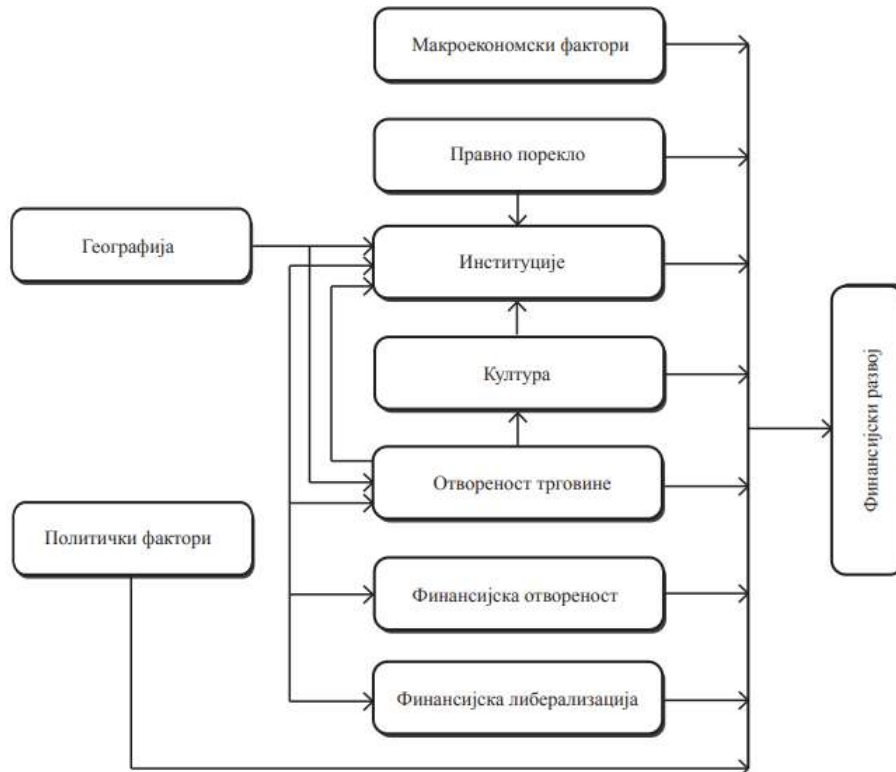 Макроекономски фактори
Правно порекло
Географија
Институције
Култура
Отвореност трговине
Политички фактори
Финансијска отвореност
Финансијска либерализација
Финансијски развој